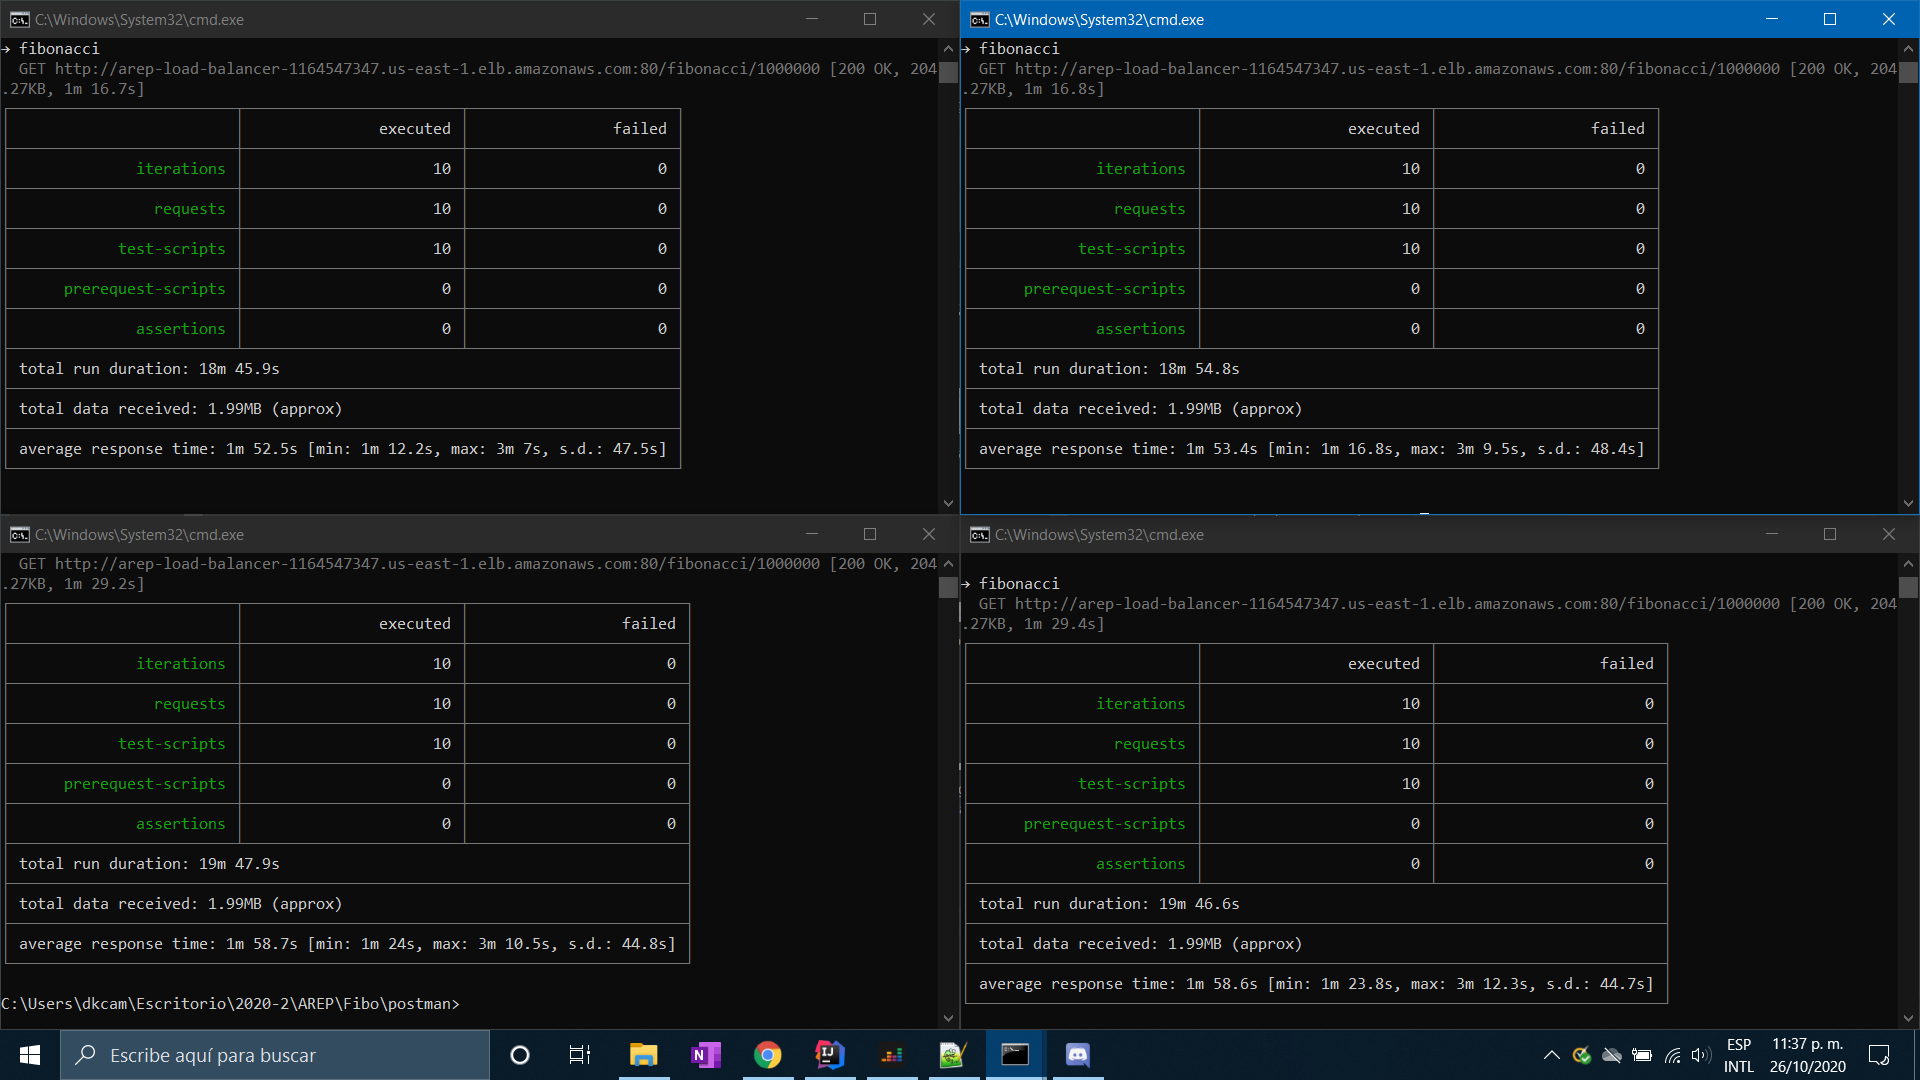 C:\Windows\System32\cmd.exe
→ fibonacci
GET http://arep-load-balancer-1164547347.us-east-1.elb.amazonaws.com:80/fibonacci/1000000 [200 OK, 204
.27KB, 1m 16.7s]
executed failed
iterations 10 0
requests 10 0
test-scripts 10 0
prerequest-scripts 0 0
assertions 0 0
total run duration: 18m 45.9s
total data received: 1.99MB (approx)
average response time: 1m 52.5s [min: 1m 12.2s, max: 3m 7s, s.d.: 47.5s]
C:\Windows\System32\cmd.exe
→ fibonacci
GET http://arep-load-balancer-1164547347.us-east-1.elb.amazonaws.com:80/fibonacci/1000000 [200 OK, 204
.27KB, 1m 16.8s]
executed failed
iterations 10 0
requests 10 0
test-scripts 10 0
prerequest-scripts 0 0
assertions 0 0
total run duration: 18m 54.8s
total data received: 1.99MB (approx)
average response time: 1m 53.4s [min: 1m 16.8s, max: 3m 9.5s, s.d.: 48.4s]
C:\Windows\System32\cmd.exe
GET http://arep-load-balancer-1164547347.us-east-1.elb.amazonaws.com:80/fibonacci/1000000 [200 OK, 204
.27KB, 1m 29.2s]
executed failed
iterations 10 0
requests 10 0
test-scripts 10 0
prerequest-scripts 0 0
assertions 0 0
total run duration: 19m 47.9s
total data received: 1.99MB (approx)
average response time: 1m 58.7s [min: 1m 24s, max: 3m 10.5s, s.d.: 44.8s]
C:\Users\dkcam\Escritorio\2020-2\AREP\Fibo\postman>
C:\Windows\System32\cmd.exe
→ fibonacci
GET http://arep-load-balancer-1164547347.us-east-1.elb.amazonaws.com:80/fibonacci/1000000 [200 OK, 204
.27KB, 1m 29.4s]
executed failed
iterations 10 0
requests 10 0
test-scripts 10 0
prerequest-scripts 0 0
assertions 0 0
total run duration: 19m 46.6s
total data received: 1.99MB (approx)
average response time: 1m 58.6s [min: 1m 23.8s, max: 3m 12.3s, s.d.: 44.7s]
Escribe aquí para buscar
ESP
INTL
11:37 p. m.
26/10/2020